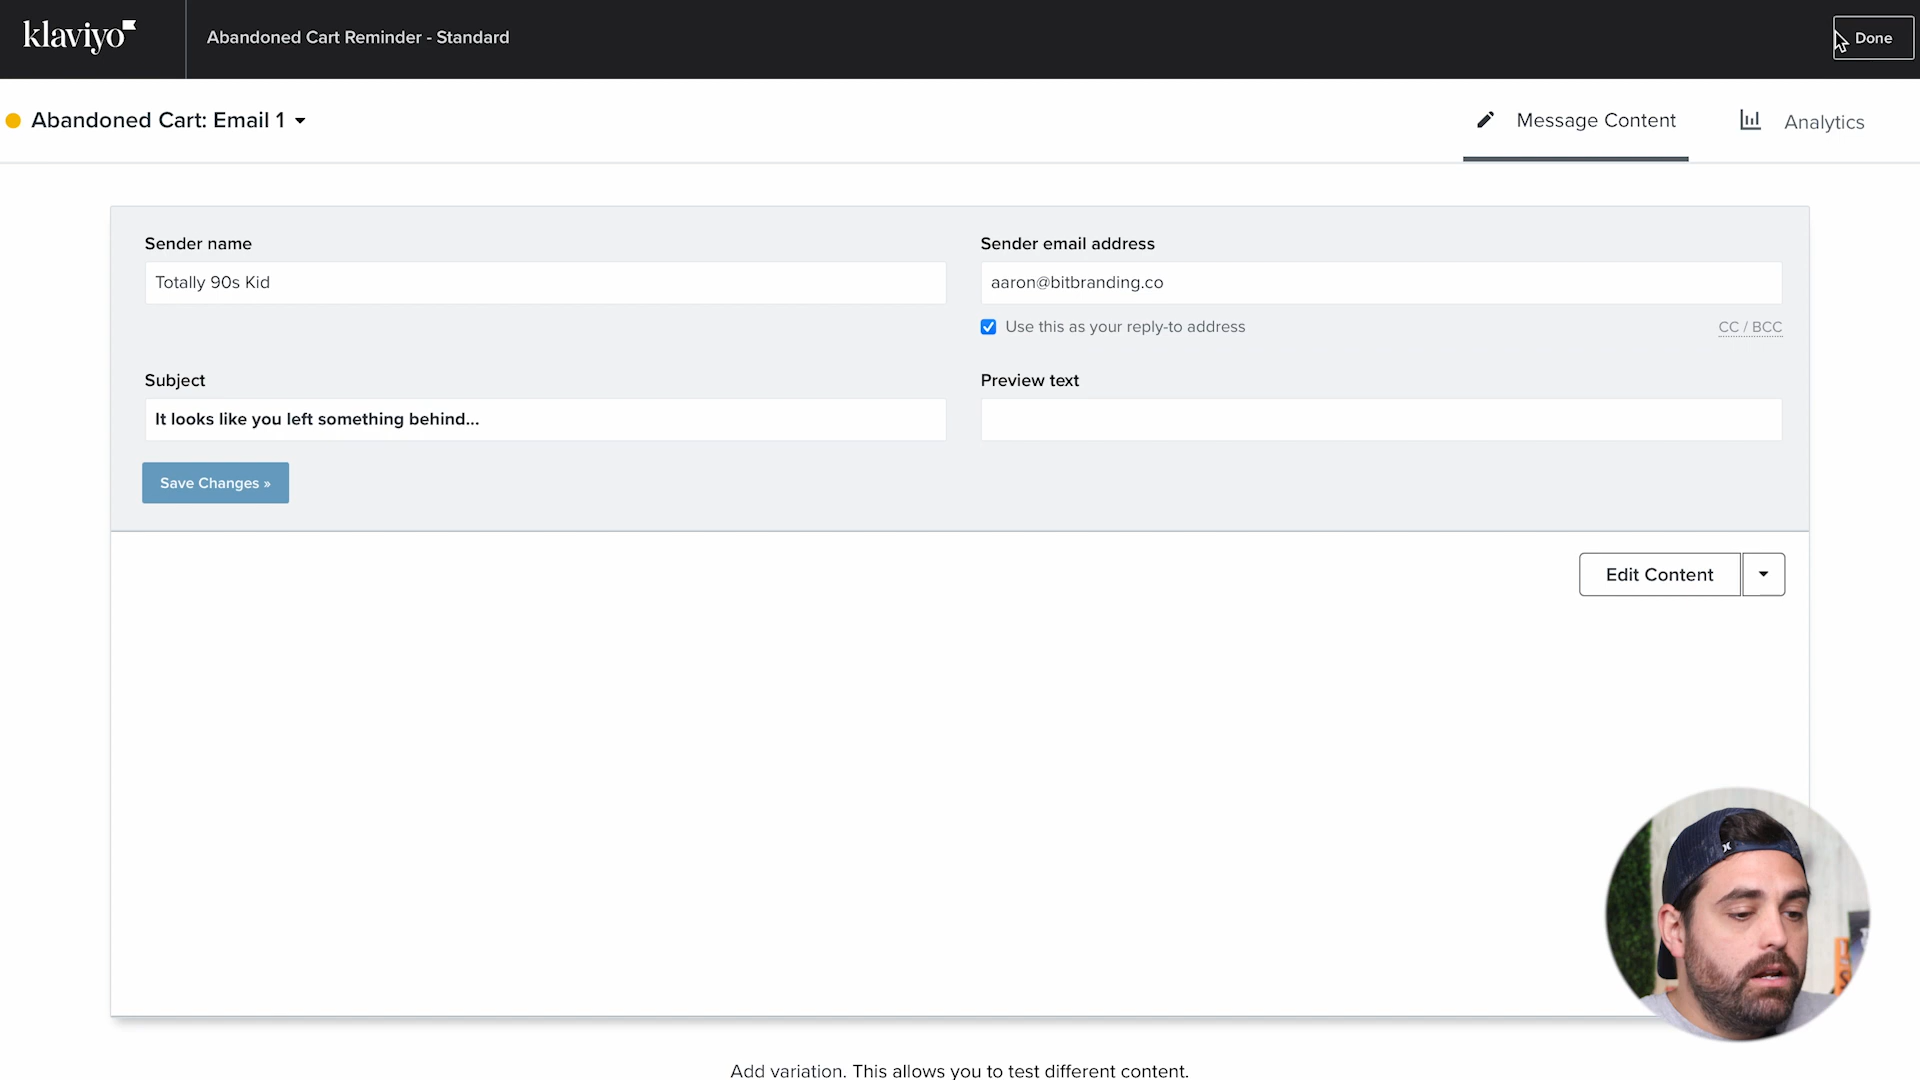 klaviyo
Abandoned Cart Reminder - Standard
Done
Abandoned Cart: Email 1
Message Content
Analytics
Sender name
Sender email address
Totally 90s Kid
aaron@bitbranding.co
Use this as your reply-to address
CC / BCC
Subject
Preview text
It looks like you left something behind...
Save Changes »
Edit Content
Add variation. This allows you to test different content.